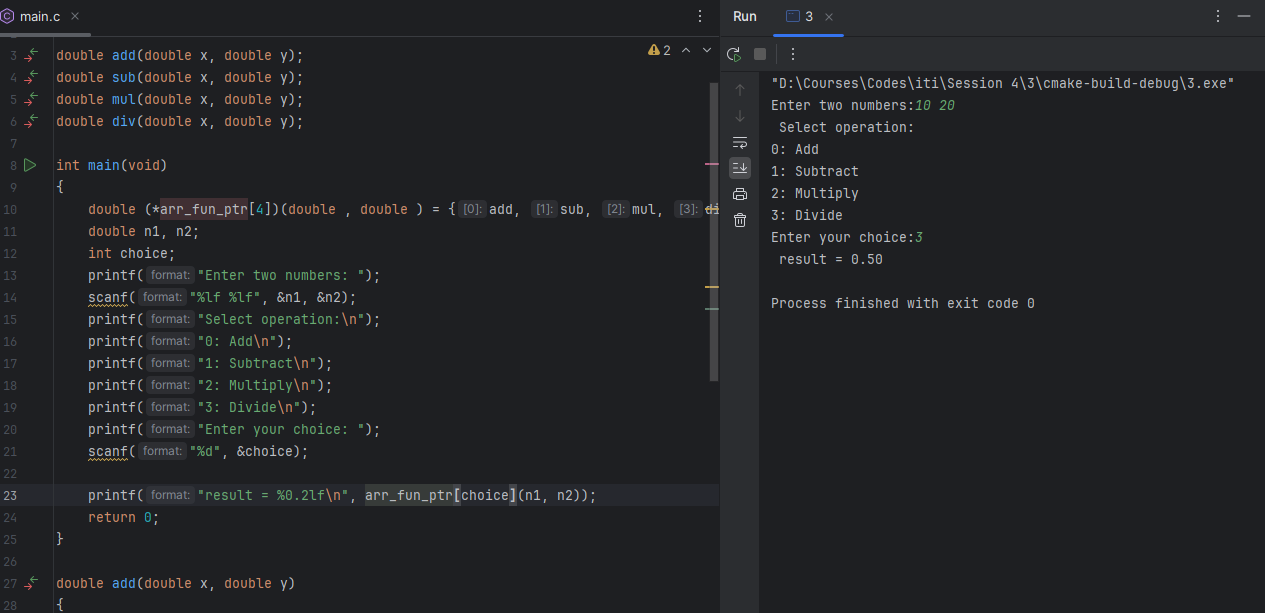 main.c
Run
3
2
3 double add(double x, double y);
4 double sub(double x, double y);
5 double mul(double x, double y);
6 double div(double x, double y);
7
8 int main(void)
9 {
10 double (*arr_fun_ptr[4])(double , double ) = { [0]: add, [1]: sub, [2]: mul, [3]: di
11 double n1, n2;
12 int choice;
13 printf( format: "Enter two numbers: ");
14 scanf( format: "%lf %lf", &n1, &n2);
15 printf( format: "Select operation:\n");
16 printf( format: "0: Add\n");
17 printf( format: "1: Subtract\n");
18 printf( format: "2: Multiply\n");
19 printf( format: "3: Divide\n");
20 printf( format: "Enter your choice: ");
21 scanf( format: "%d", &choice);
22
23 printf( format: "result = %0.2lf\n", arr_fun_ptr[choice](n1, n2));
24 return 0;
25 }
26
27 double add(double x, double y)
28 {
"D:\Courses\Codes\iti\Session 4\3\cmake-build-debug\3.exe"
Enter two numbers:10 20
Select operation:
0: Add
1: Subtract
2: Multiply
3: Divide
Enter your choice:3
result = 0.50
Process finished with exit code 0